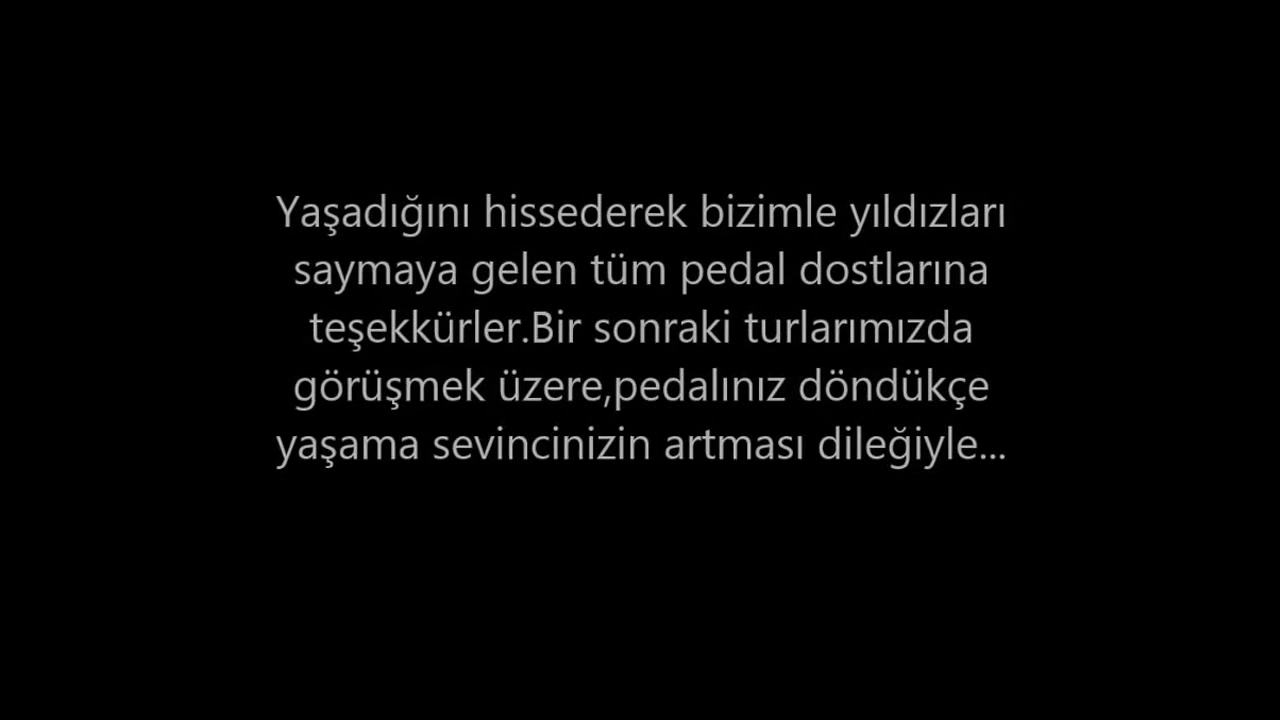 Yaşadığını hissederek bizimle yıldızları
saymaya gelen tüm pedal dostlarına
teşekkürler.Bir sonraki turlarımızda
görüşmek üzere,pedalınız döndükçe
yaşama sevincinizin artması dileğiyle...